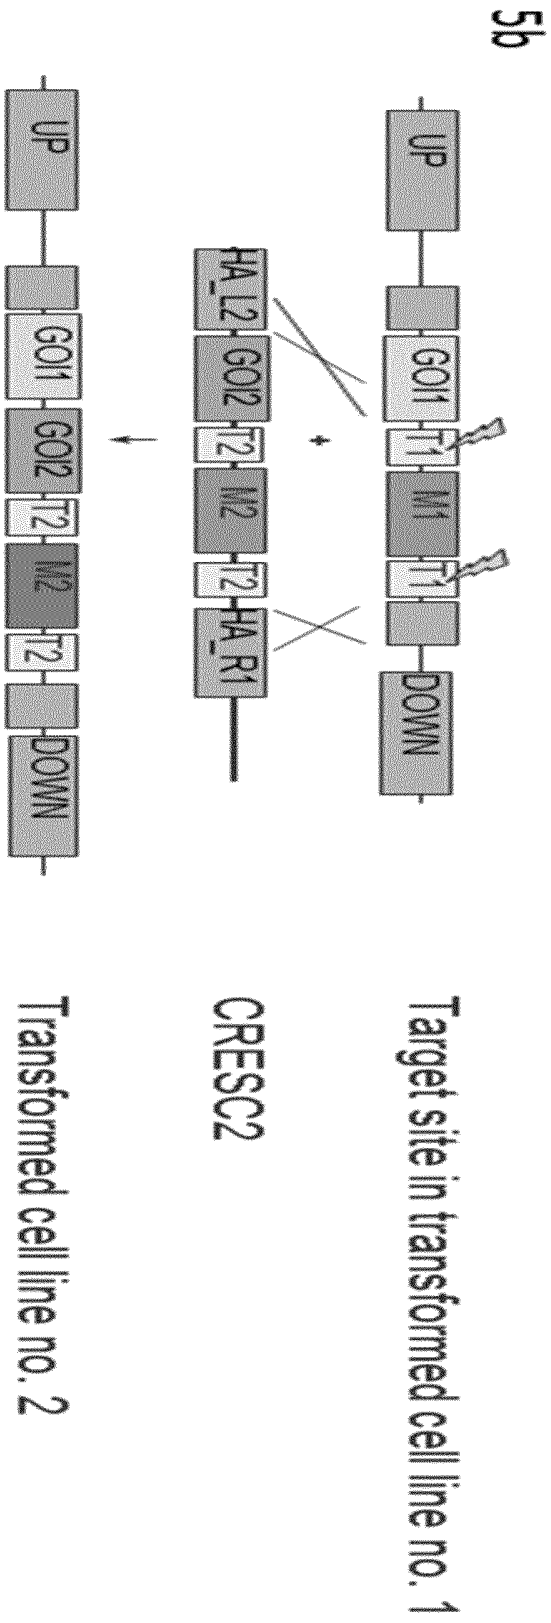 5b
UP GOI1 T1 M1 T1 DOWN
Target site in transformed cell line no. 1
+
HA_L2 GOI2 T2 M2 T2 HA_R1
CRESC2
UP GOI1 GOI2 T2 M2 T2 DOWN
Transformed cell line no. 2